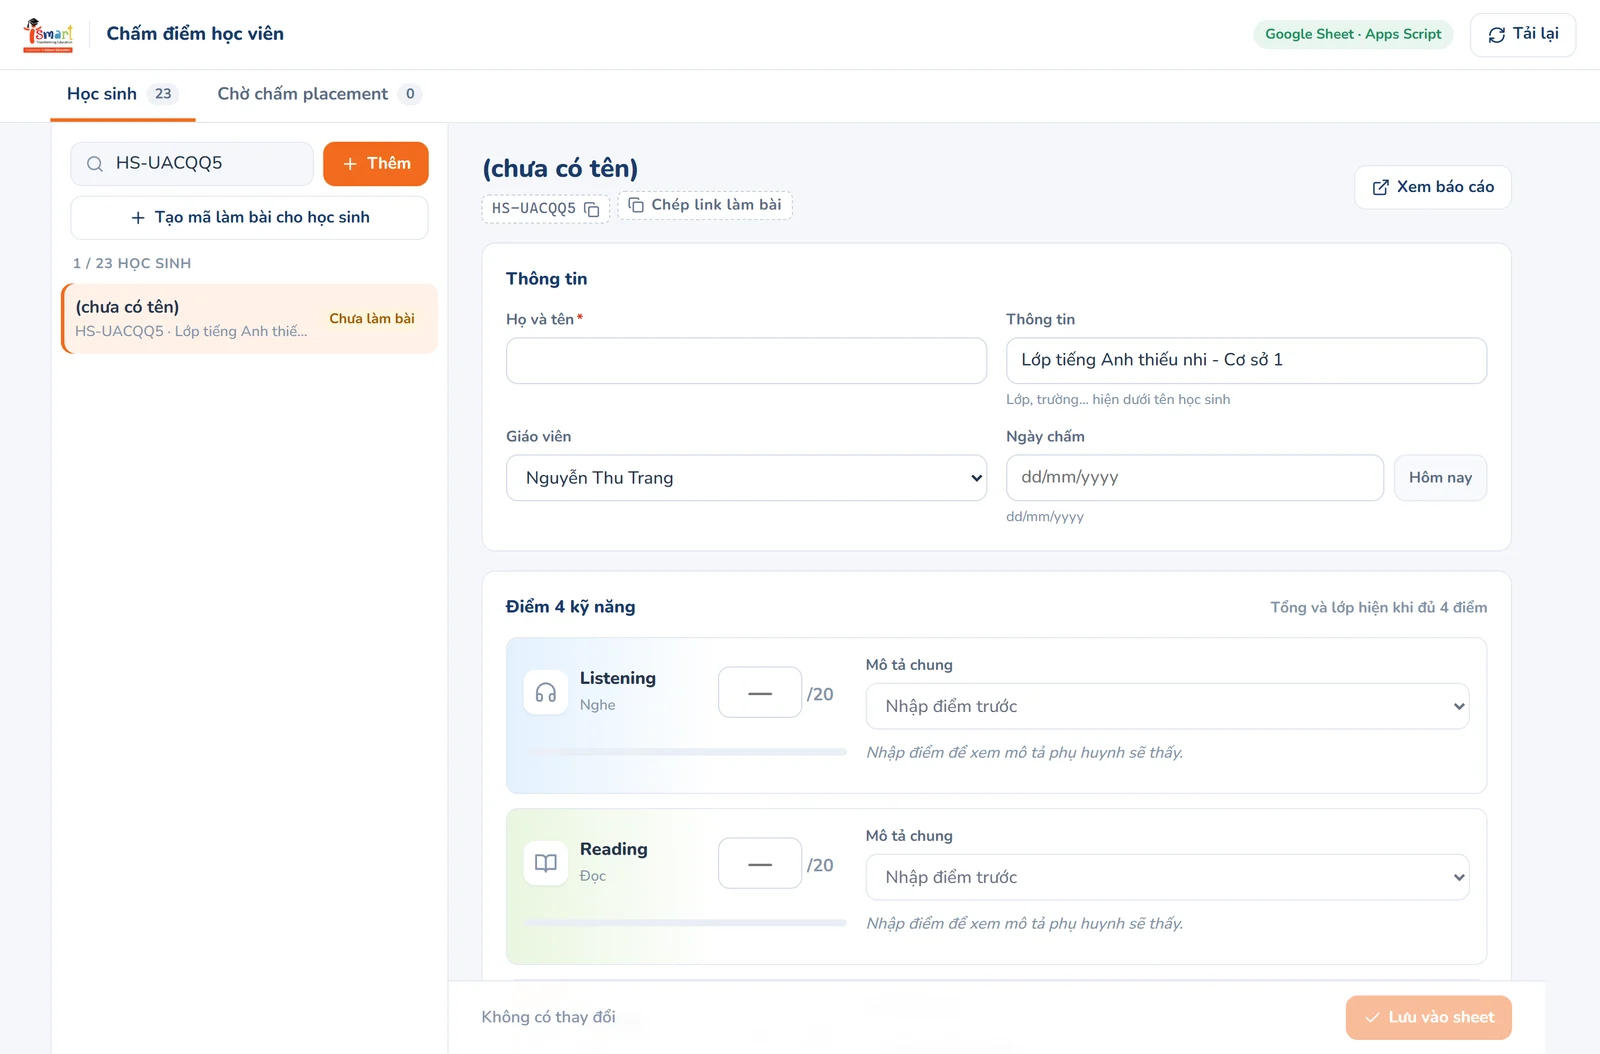 iSmart
Chấm điểm học viên
Google Sheet · Apps Script
Tải lại
Học sinh 23
Chờ chấm placement 0
HS-UACQQ5
+ Thêm
+ Tạo mã làm bài cho học sinh
1 / 23 HỌC SINH
(chưa có tên)
HS-UACQQ5 · Lớp tiếng Anh thiế...
Chưa làm bài
(chưa có tên)
HS-UACQQ5
Chép link làm bài
Xem báo cáo
Thông tin
Họ và tên*
Thông tin
Lớp tiếng Anh thiếu nhi - Cơ sở 1
Lớp, trường... hiện dưới tên học sinh
Giáo viên
Nguyễn Thu Trang
Ngày chấm
dd/mm/yyyy
Hôm nay
dd/mm/yyyy
Điểm 4 kỹ năng
Tổng và lớp hiện khi đủ 4 điểm
Listening
Nghe
— /20
Mô tả chung
Nhập điểm trước
Nhập điểm để xem mô tả phụ huynh sẽ thấy.
Reading
Đọc
— /20
Mô tả chung
Nhập điểm trước
Nhập điểm để xem mô tả phụ huynh sẽ thấy.
Không có thay đổi
Lưu vào sheet